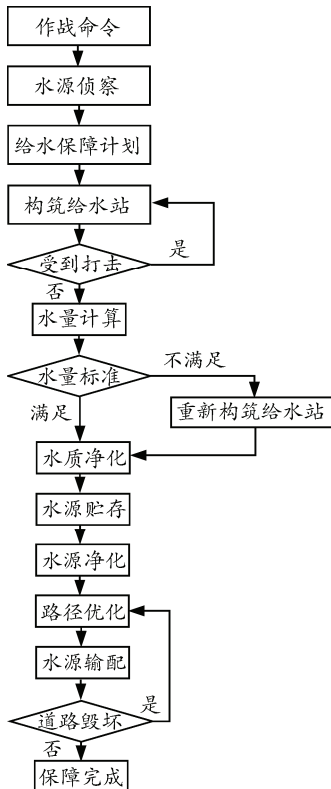 作战命令
水源侦察
给水保障计划
构筑给水站
受到打击
是
否
水量计算
水量标准
不满足
满足
重新构筑给水站
水质净化
水源贮存
水源净化
路径优化
水源输配
是
道路毁坏
否
保障完成